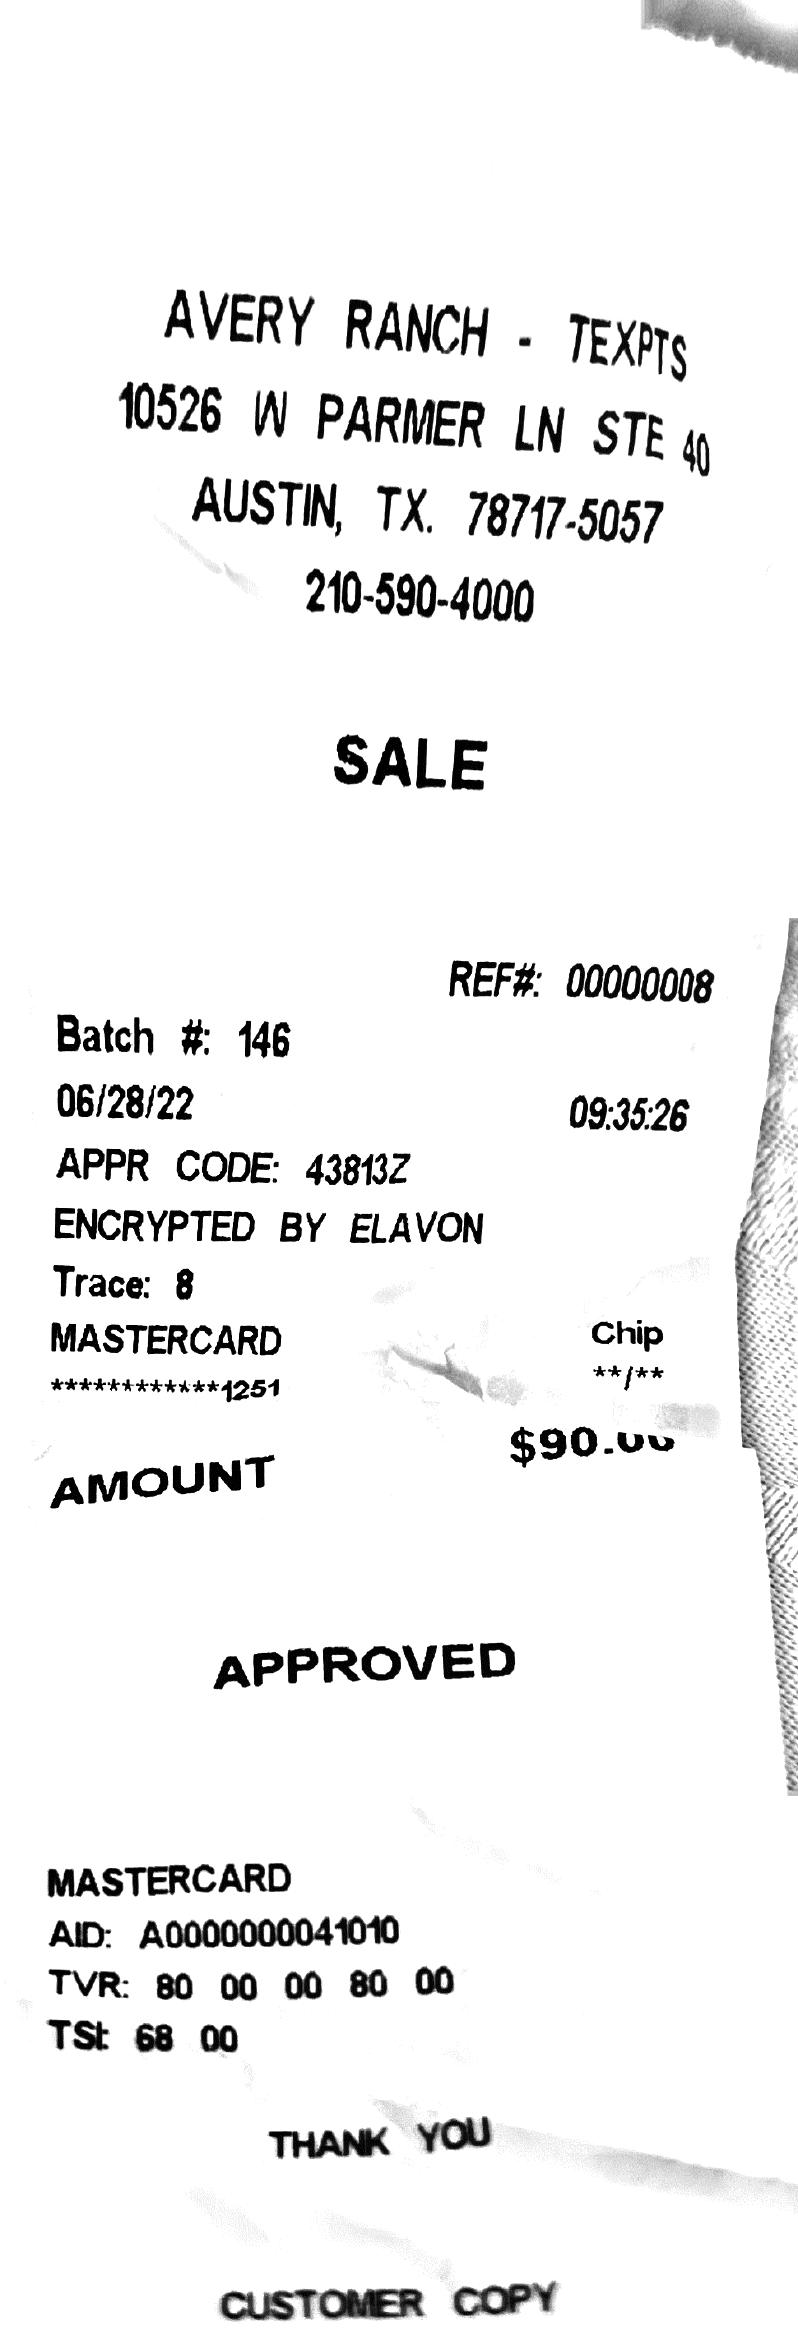 AVERY RANCH - TEXPTS
10526 W PARMER LN STE 40
AUSTIN, TX. 78717-5057
210-590-4000
SALE
REF#: 00000008
Batch #: 146
06/28/22 09:35:26
APPR CODE: 43813Z
ENCRYPTED BY ELAVON
Trace: 8
MASTERCARD Chip
************1251 **/**
AMOUNT $90.00
APPROVED
MASTERCARD
AID: A0000000041010
TVR: 80 00 00 80 00
TSI: 68 00
THANK YOU
CUSTOMER COPY